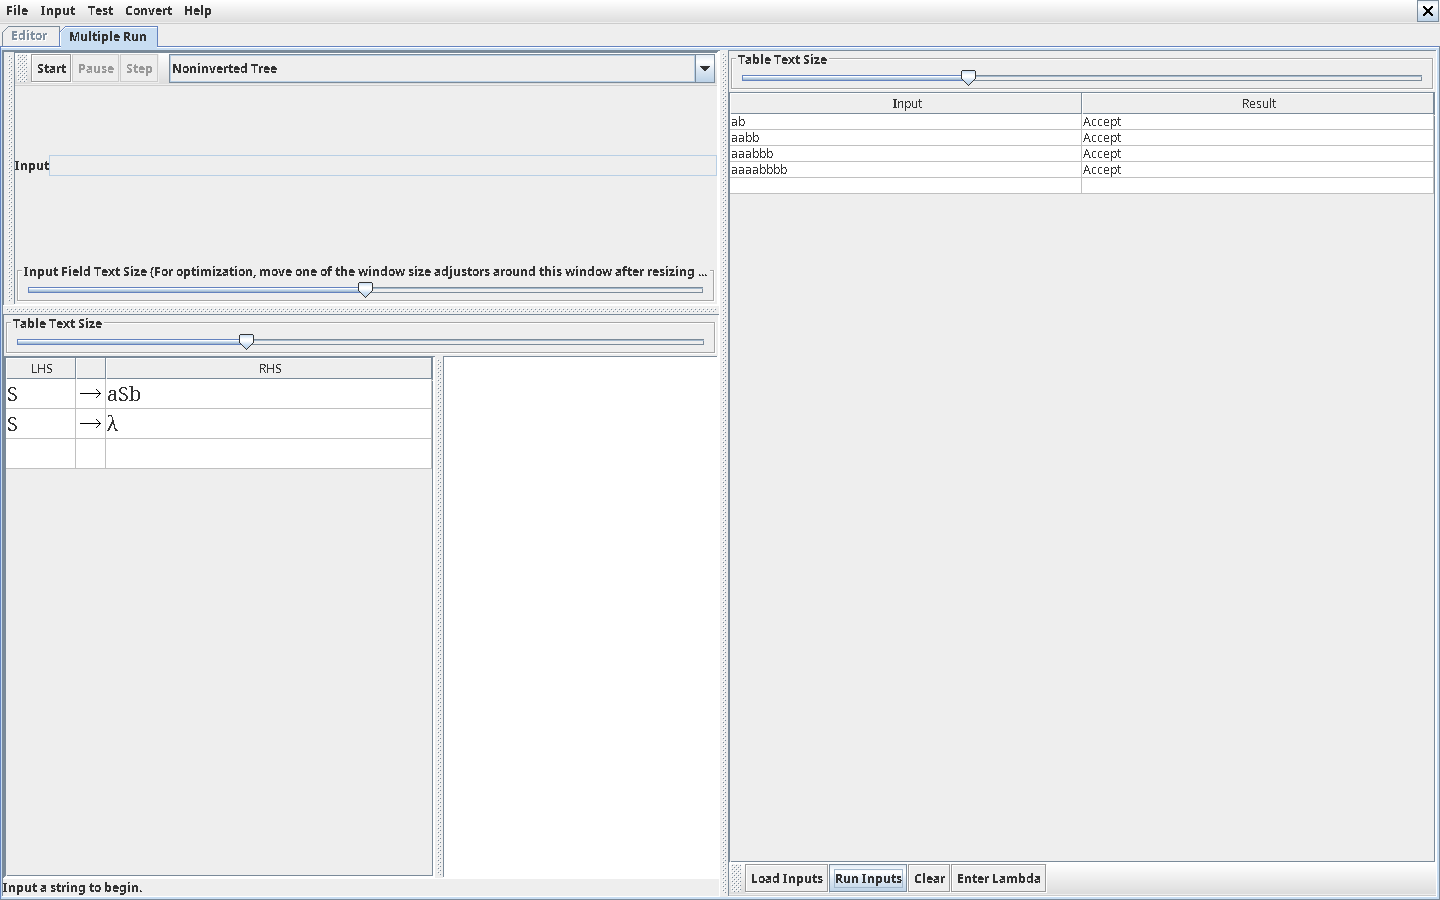 File Input Test Convert Help
Editor Multiple Run
Start Pause Step Noninverted Tree
Input
Input Field Text Size (For optimization, move one of the window size adjustors around this window after resizing ...
Table Text Size
LHS RHS
S → aSb
S → λ
Input a string to begin.
Table Text Size
Input Result
ab Accept
aabb Accept
aaabbb Accept
aaaabbbb Accept
Load Inputs Run Inputs Clear Enter Lambda